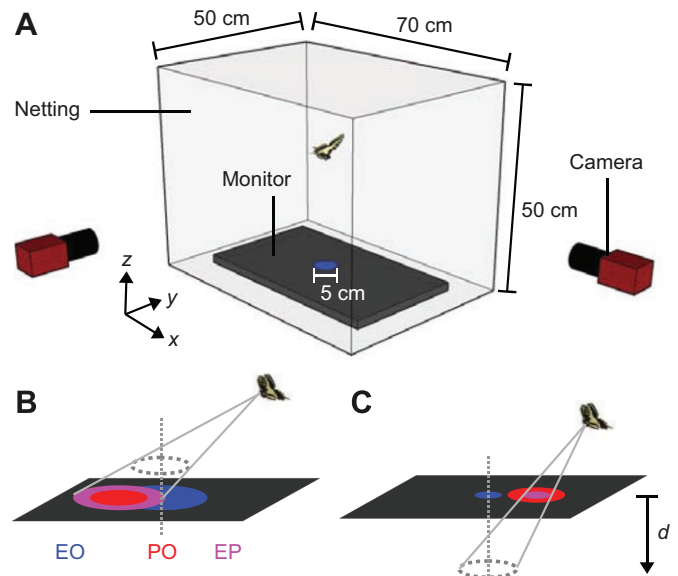 A
50 cm
70 cm
Netting
Monitor
Camera
50 cm
5 cm
z
y
x
B
C
d
EO PO EP